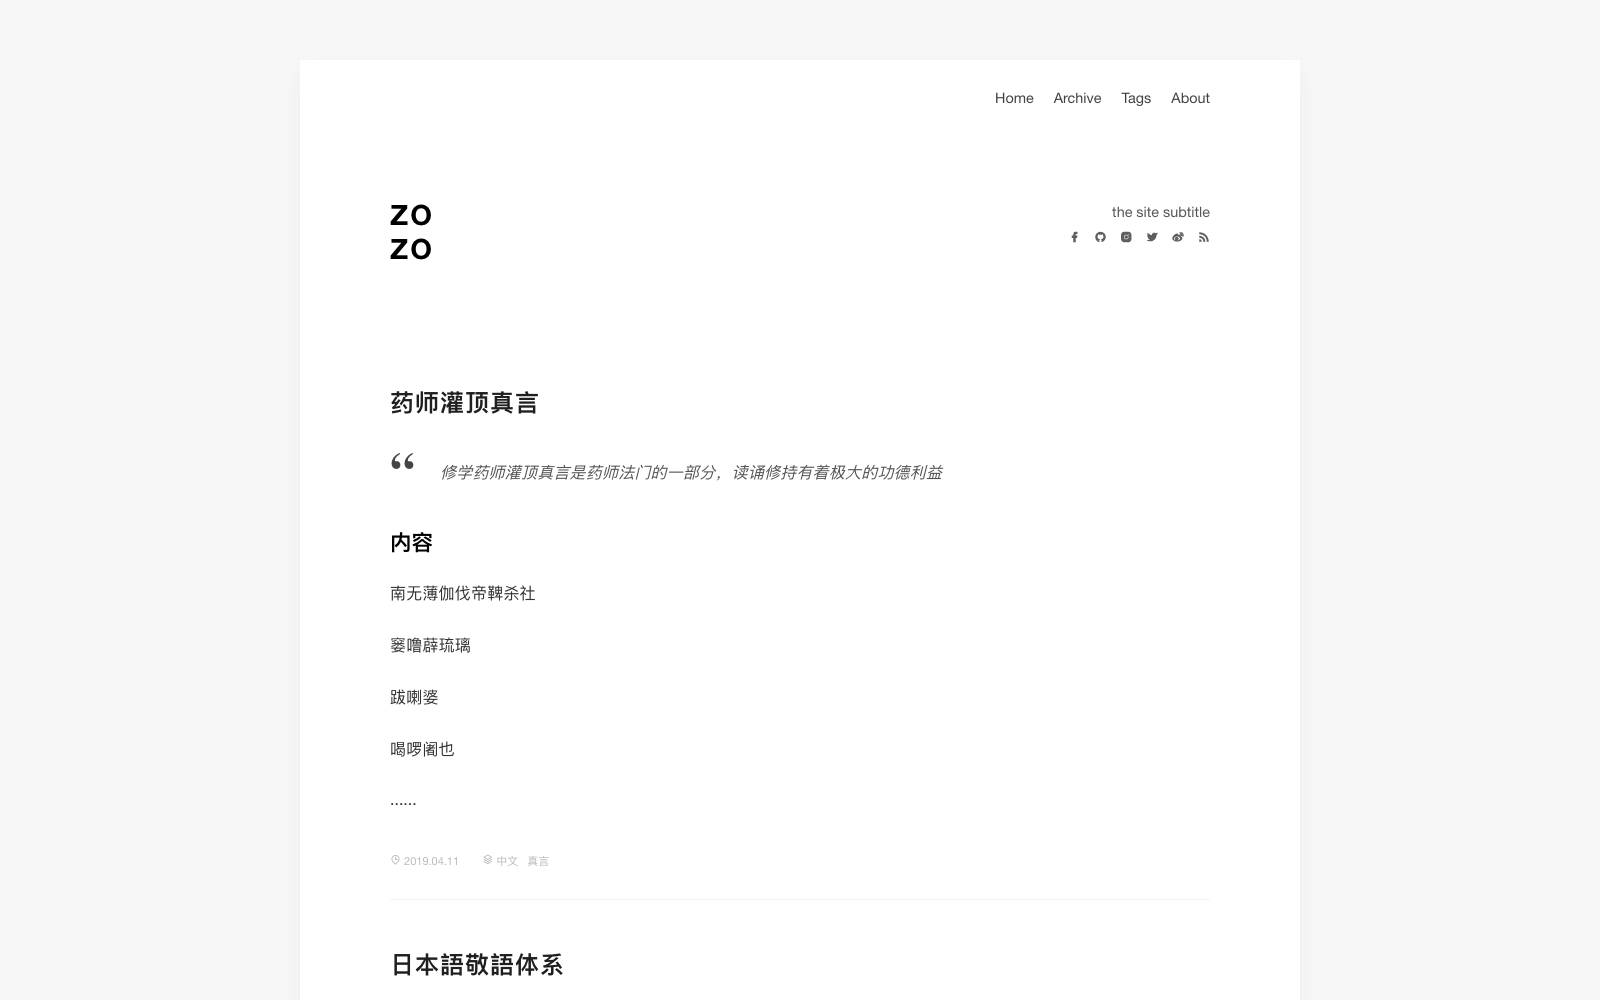 Home Archive Tags About
ZO
ZO
the site subtitle
药师灌顶真言
“ 修学药师灌顶真言是药师法门的一部分，读诵修持有着极大的功德利益
内容
南无薄伽伐帝鞞杀社
窭噜薜琉璃
跋喇婆
喝啰阇也
……
2019.04.11 中文 真言
日本語敬語体系